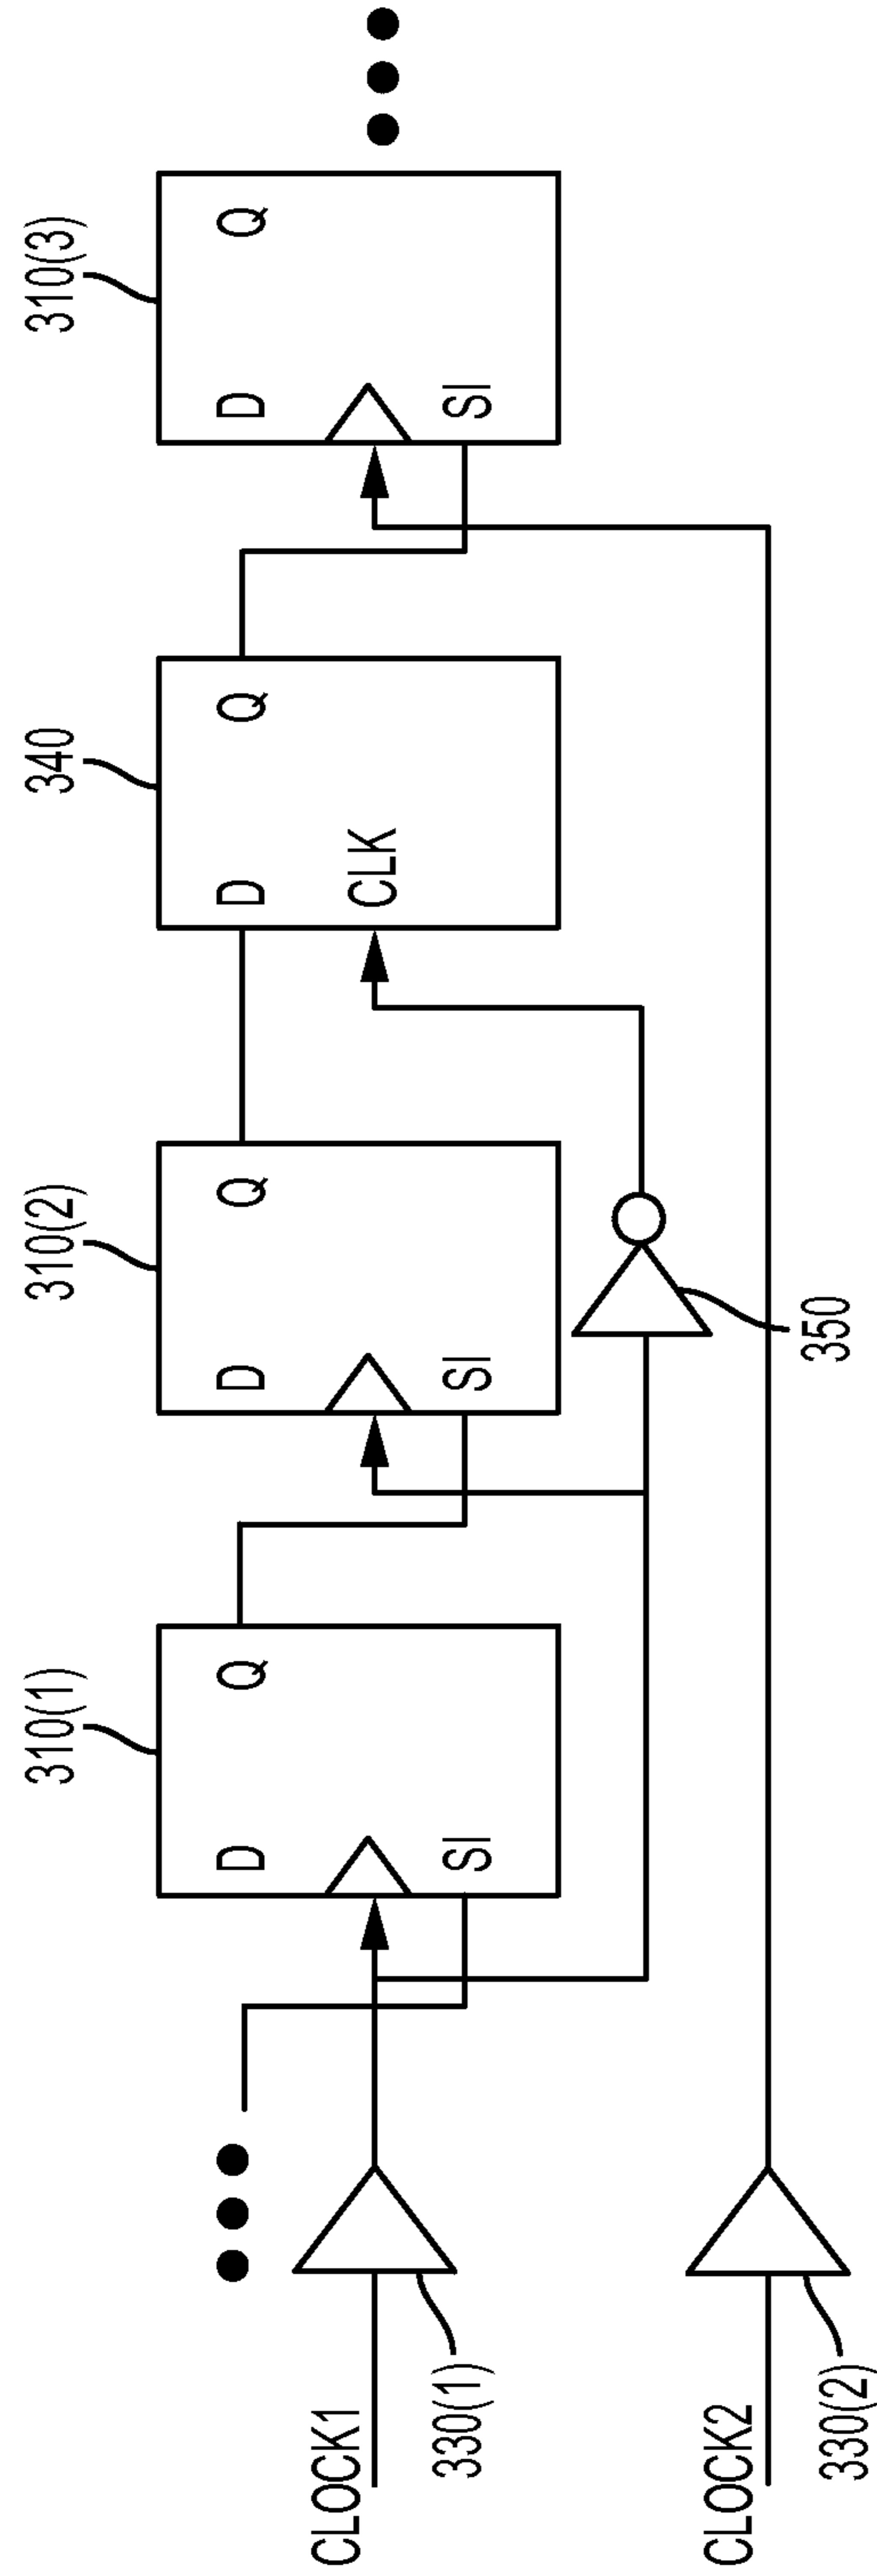 310(1)
310(2)
340
310(3)
D
Q
D
Q
D
Q
D
Q
CLK
SI
SI
SI
CLOCK1
330(1)
350
CLOCK2
330(2)